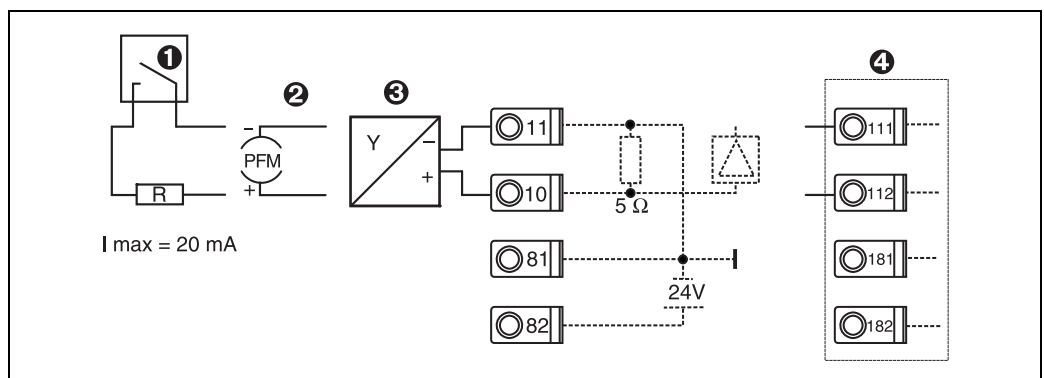 ❶
❷
❸
❹
-
PFM
+
R
I max = 20 mA
Y
−
+
11
10
81
82
5 Ω
24V
111
112
181
182